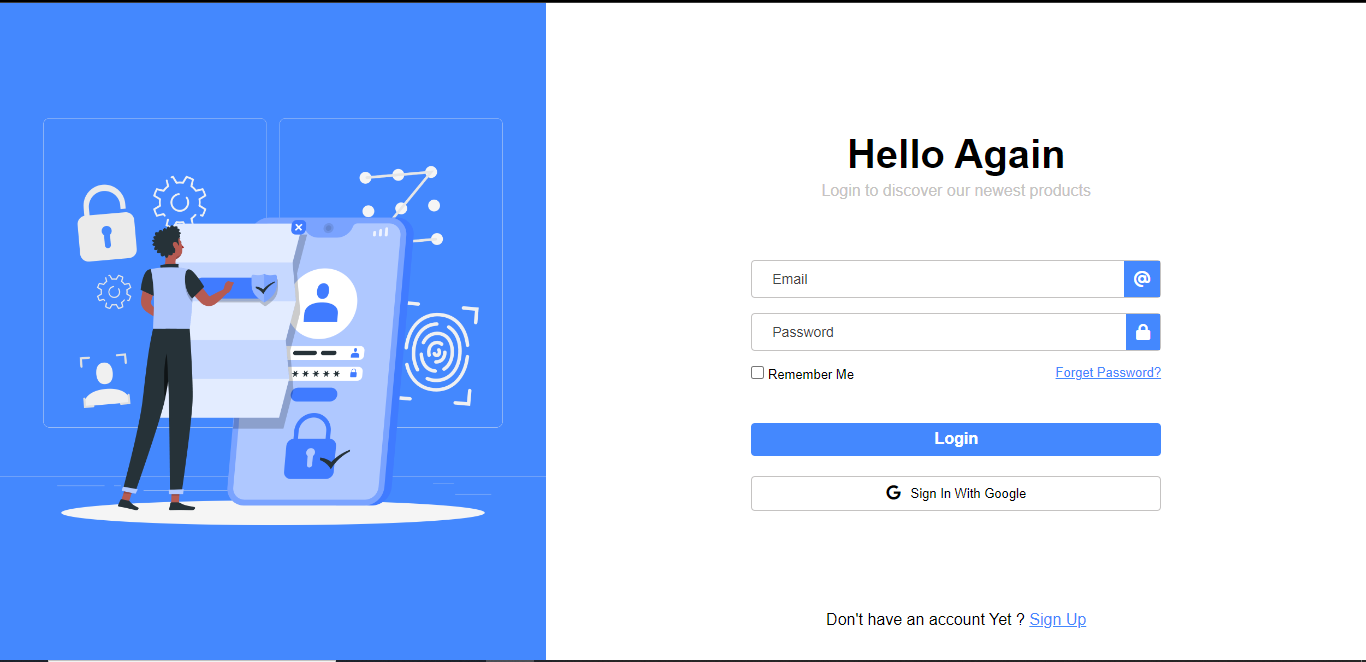 Hello Again
Login to discover our newest products
Email @
Password
Remember Me Forget Password?
Login
G Sign In With Google
Don't have an account Yet ? Sign Up